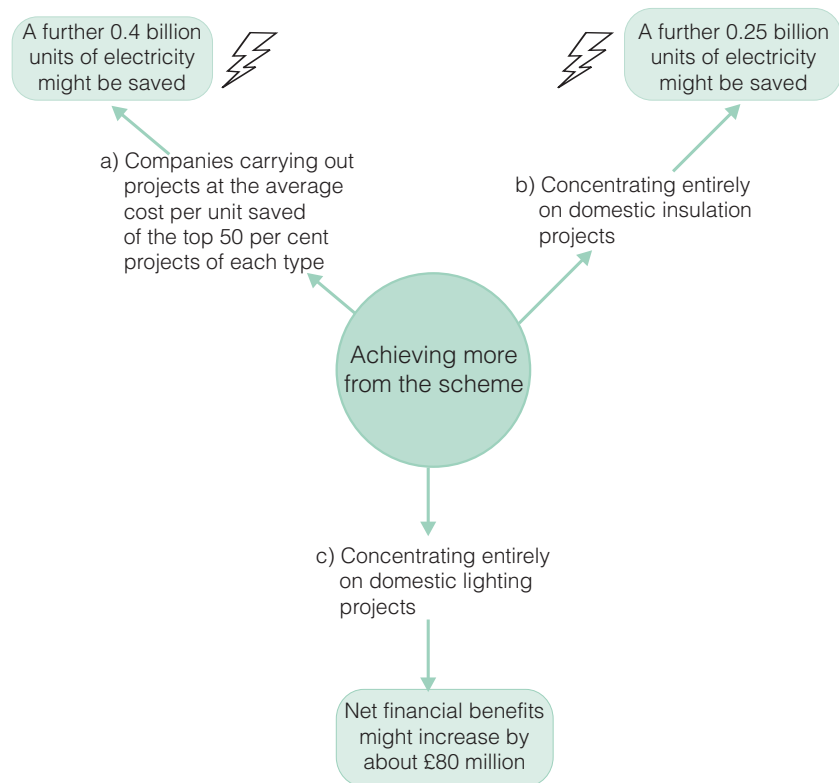 A further 0.4 billion
units of electricity
might be saved
A further 0.25 billion
units of electricity
might be saved
a) Companies carrying out
projects at the average
cost per unit saved
of the top 50 per cent
projects of each type
b) Concentrating entirely
on domestic insulation
projects
Achieving more
from the scheme
c) Concentrating entirely
on domestic lighting
projects
Net financial benefits
might increase by
about £80 million